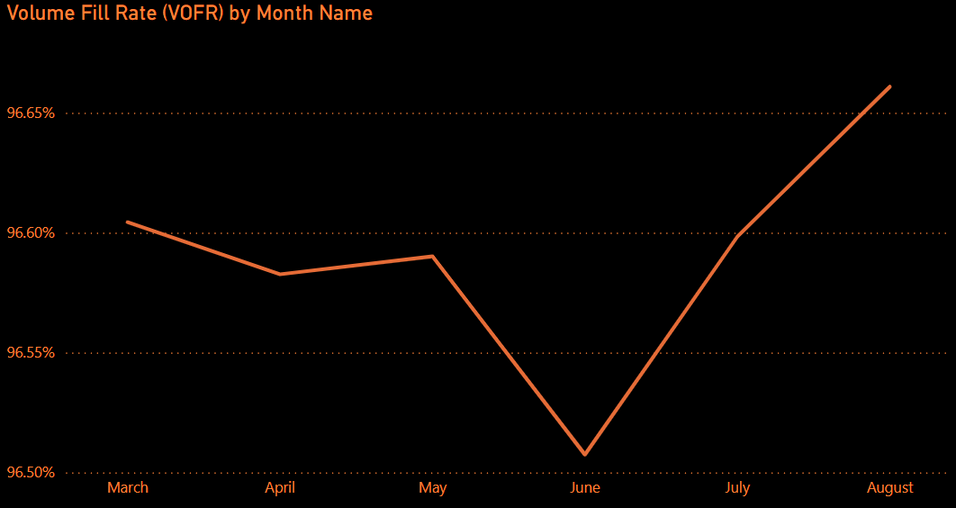 Volume Fill Rate (VOFR) by Month Name
96.65%
96.60%
96.55%
96.50%
March April May June July August